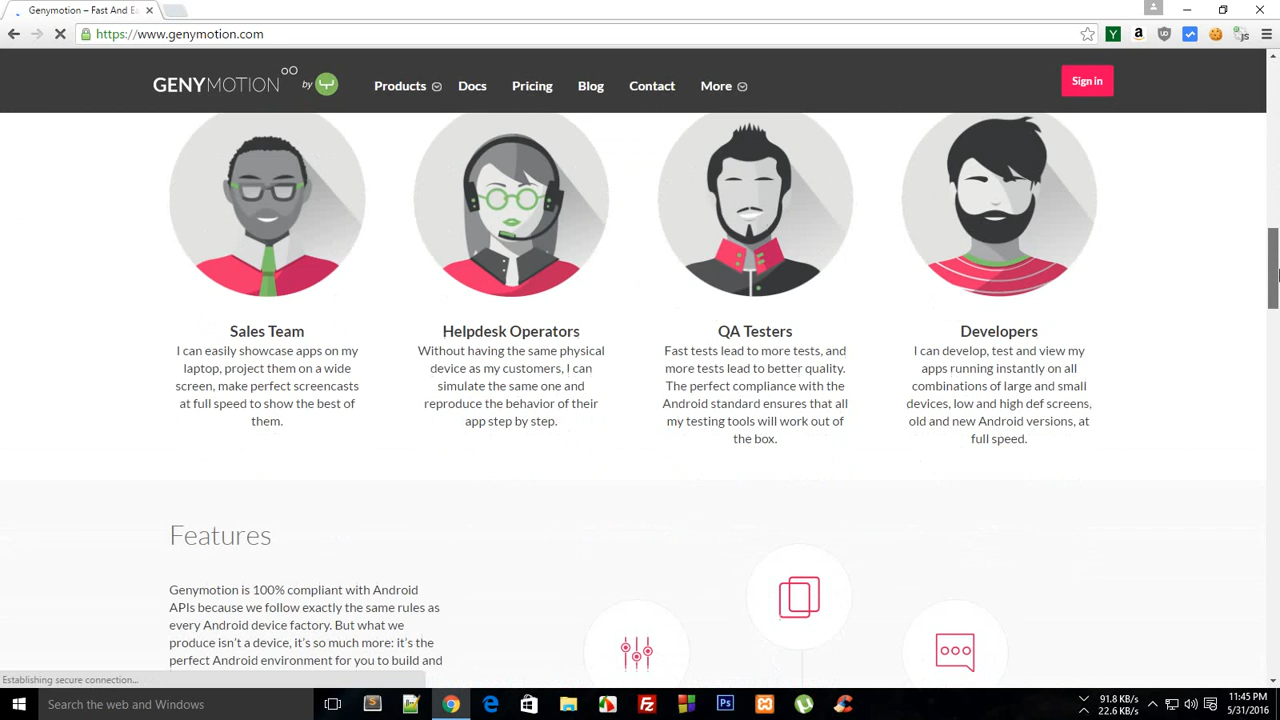 Genymotion – Fast And Ea
https://www.genymotion.com
GENYMOTION by
Products
Docs
Pricing
Blog
Contact
More
Sign in
Sales Team
I can easily showcase apps on my
laptop, project them on a wide
screen, make perfect screencasts
at full speed to show the best of
them.
Helpdesk Operators
Without having the same physical
device as my customers, I can
simulate the same one and
reproduce the behavior of their
app step by step.
QA Testers
Fast tests lead to more tests, and
more tests lead to better quality.
The perfect compliance with the
Android standard ensures that all
my testing tools will work out of
the box.
Developers
I can develop, test and view my
apps running instantly on all
combinations of large and small
devices, low and high def screens,
old and new Android versions, at
full speed.
Features
Genymotion is 100% compliant with Android
APIs because we follow exactly the same rules as
every Android device factory. But what we
produce isn't a device, it's so much more: it's the
perfect Android environment for you to build and
Establishing secure connection...
Search the web and Windows
91.8 KB/s
22.6 KB/s
11:45 PM
5/31/2016